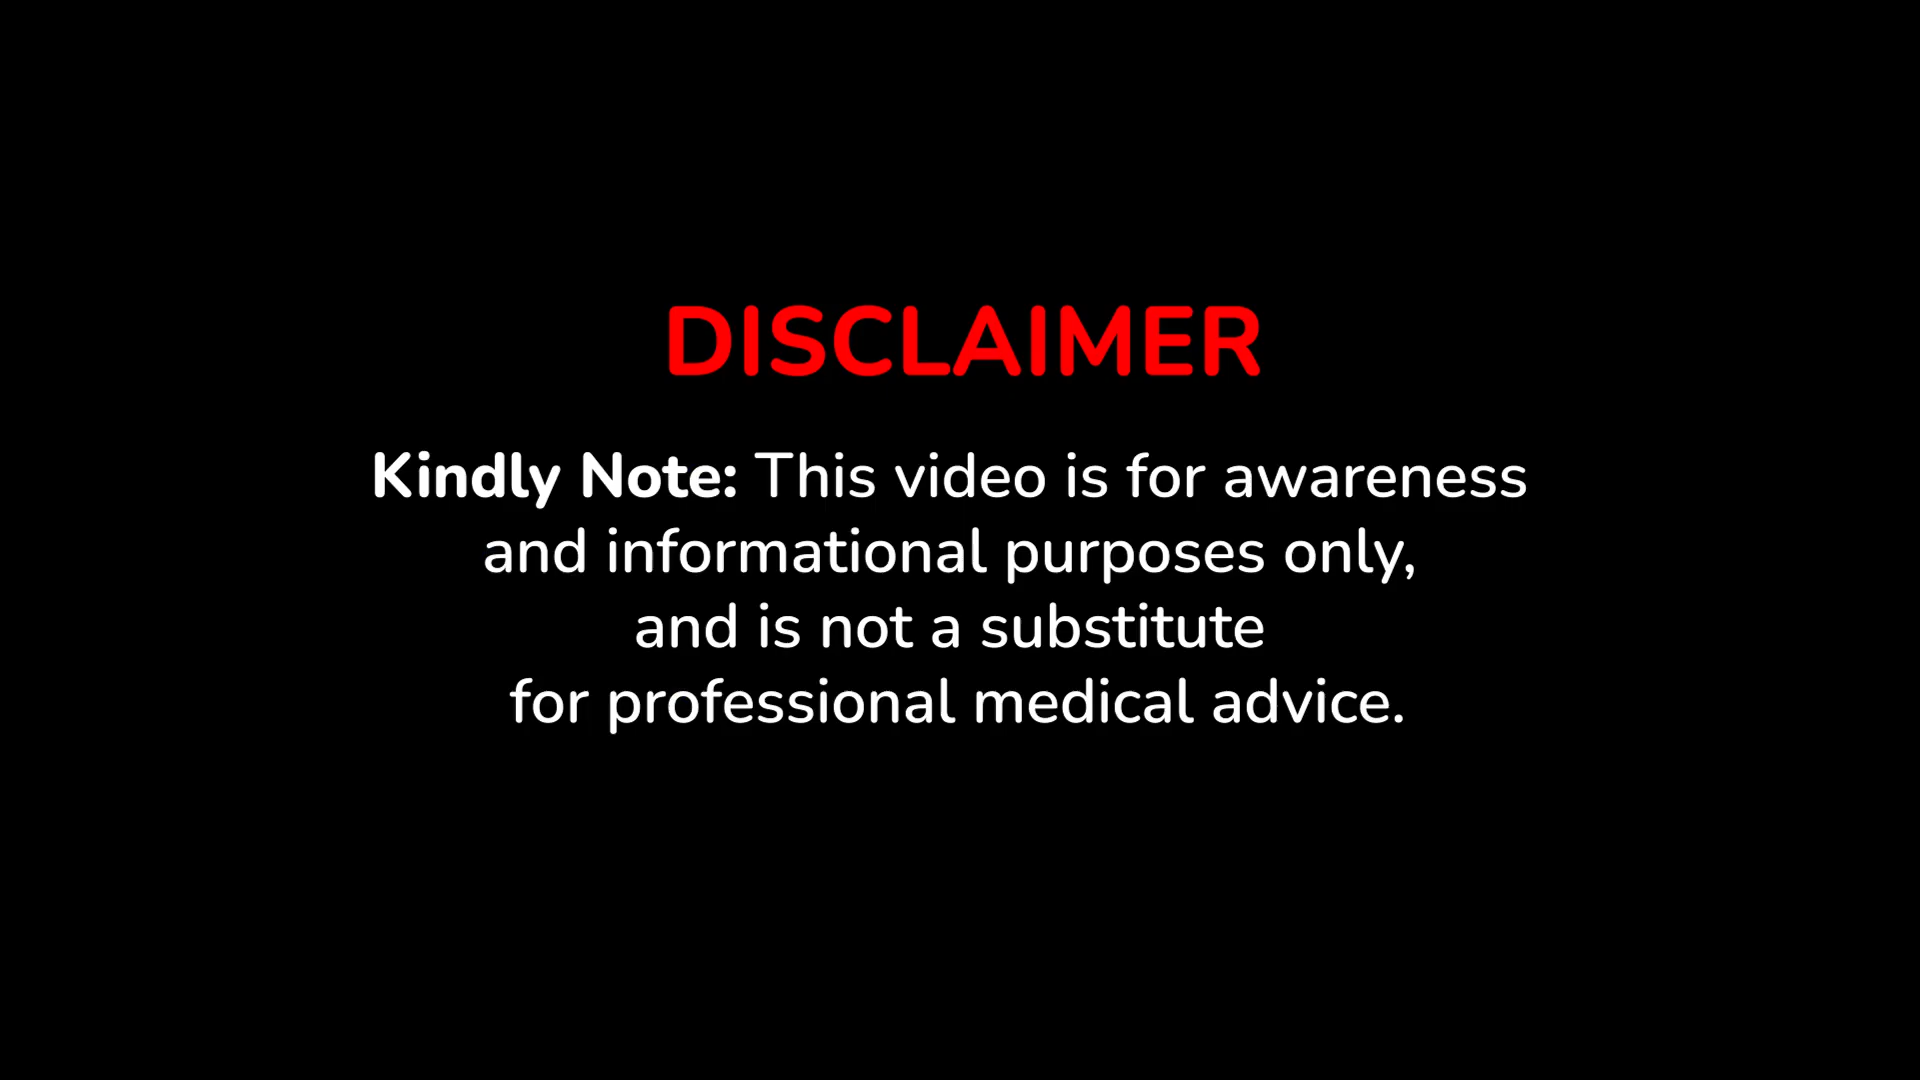 DISCLAIMER
Kindly Note: This video is for awareness
and informational purposes only,
and is not a substitute
for professional medical advice.